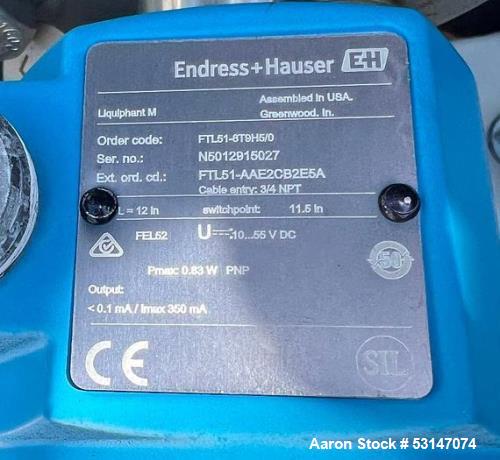 Endress+Hauser EH
Liquiphant M
Assembled in USA.
Greenwood. In.
Order code: FTL51-6T9H5/0
Ser. no.: N5012915027
Ext. ord. cd.: FTL51-AAE2CB2E5A
Cable entry: 3/4 NPT
L = 12 in switchpoint: 11.5 in
FEL52 U 10...55 V DC
50
Pmax: 0.83 W PNP
Output:
< 0.1 mA / Imax 350 mA
CE
SIL
Aaron Stock # 53147074